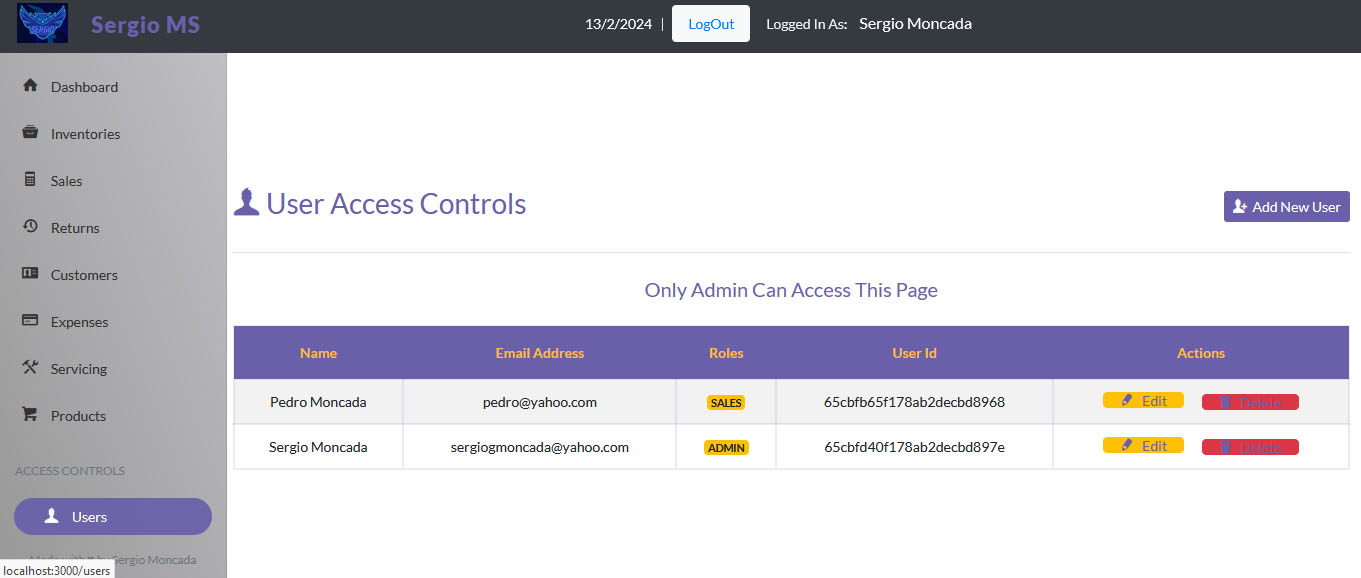 SERGIO
Sergio MS
13/2/2024 | LogOut Logged In As: Sergio Moncada
Dashboard
Inventories
Sales
Returns
Customers
Expenses
Servicing
Products
ACCESS CONTROLS
Users
Made with ♥ by Sergio Moncada
localhost:3000/users
User Access Controls
Add New User
Only Admin Can Access This Page
Name Email Address Roles User Id Actions
Pedro Moncada pedro@yahoo.com SALES 65cbfb65f178ab2decbd8968 Edit Delete
Sergio Moncada sergiogmoncada@yahoo.com ADMIN 65cbfd40f178ab2decbd897e Edit Delete